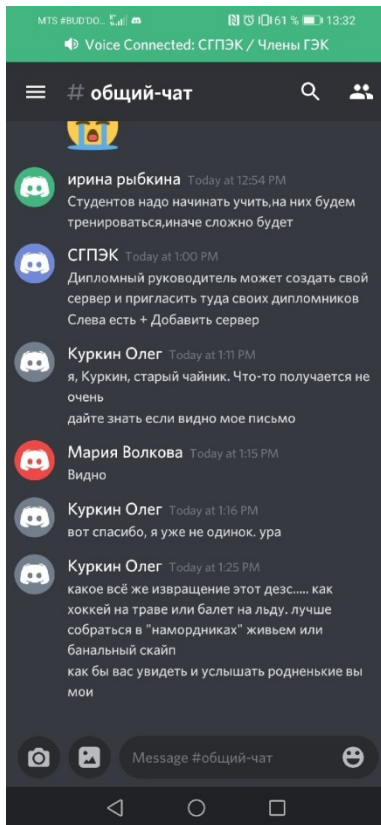 MTS #BUD'DO... 61 % 13:32
Voice Connected: СГПЭК / Члены ГЭК
# общий-чат
ирина рыбкина Today at 12:54 PM
Студентов надо начинать учить,на них будем
тренироваться,иначе сложно будет
СГПЭК Today at 1:00 PM
Дипломный руководитель может создать свой
сервер и пригласить туда своих дипломников
Слева есть + Добавить сервер
Куркин Олег Today at 1:11 PM
я, Куркин, старый чайник. Что-то получается не
очень
дайте знать если видно мое письмо
Мария Волкова Today at 1:15 PM
Видно
Куркин Олег Today at 1:16 PM
вот спасибо, я уже не одинок. ура
Куркин Олег Today at 1:25 PM
какое всё же извращение этот дезс..... как
хоккей на траве или балет на льду. лучше
собраться в "намордниках" живьем или
банальный скайп
как бы вас увидеть и услышать родненькие вы
мои
Message #общий-чат